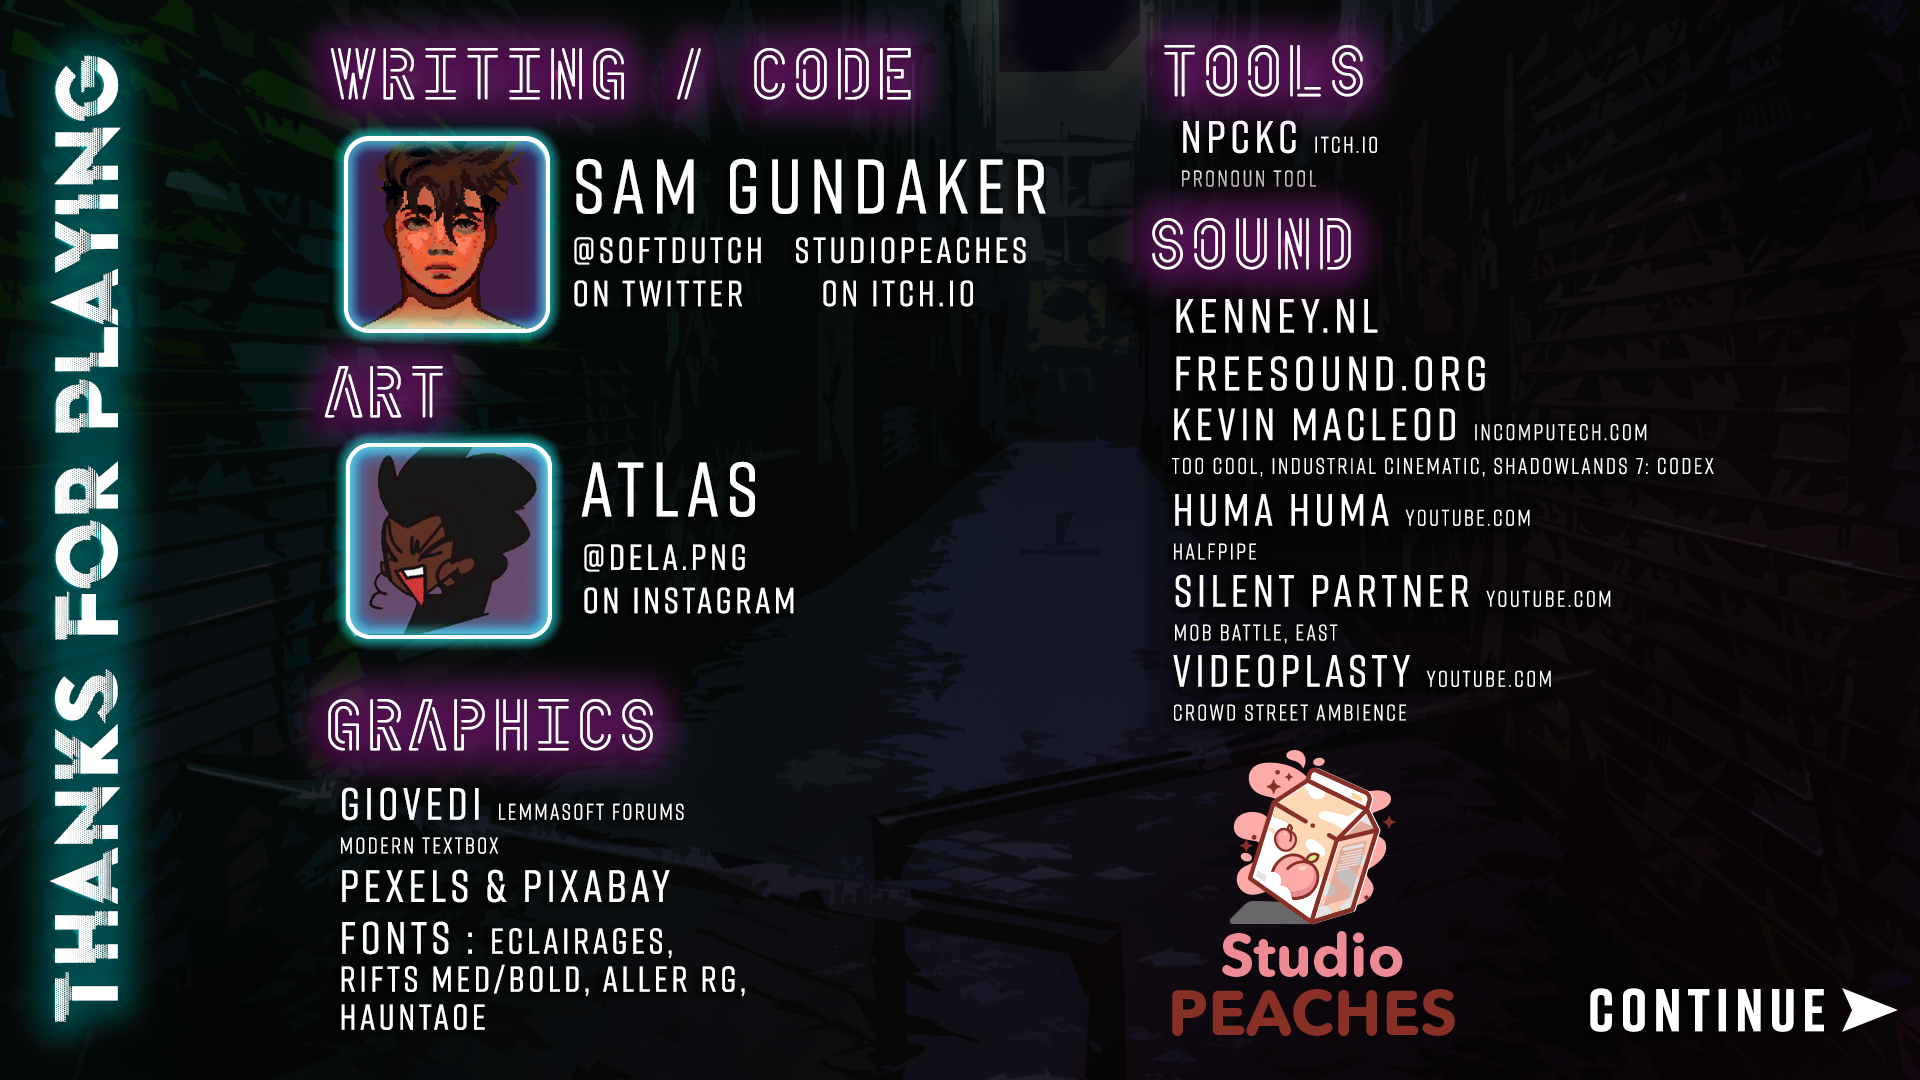 THANKS FOR PLAYING
WRITING / CODE
SAM GUNDAKER
@SOFTDUTCH
ON TWITTER
STUDIOPEACHES
ON ITCH.IO
ART
ATLAS
@DELA.PNG
ON INSTAGRAM
GRAPHICS
GIOVEDI LEMMASOFT FORUMS
MODERN TEXTBOX
PEXELS & PIXABAY
FONTS : ECLAIRAGES,
RIFTS MED/BOLD, ALLER RG,
HAUNTAOE
TOOLS
NPCKC ITCH.IO
PRONOUN TOOL
SOUND
KENNEY.NL
FREESOUND.ORG
KEVIN MACLEOD INCOMPUTECH.COM
TOO COOL, INDUSTRIAL CINEMATIC, SHADOWLANDS 7: CODEX
HUMA HUMA YOUTUBE.COM
HALFPIPE
SILENT PARTNER YOUTUBE.COM
MOB BATTLE, EAST
VIDEOPLASTY YOUTUBE.COM
CROWD STREET AMBIENCE
Studio
PEACHES
CONTINUE